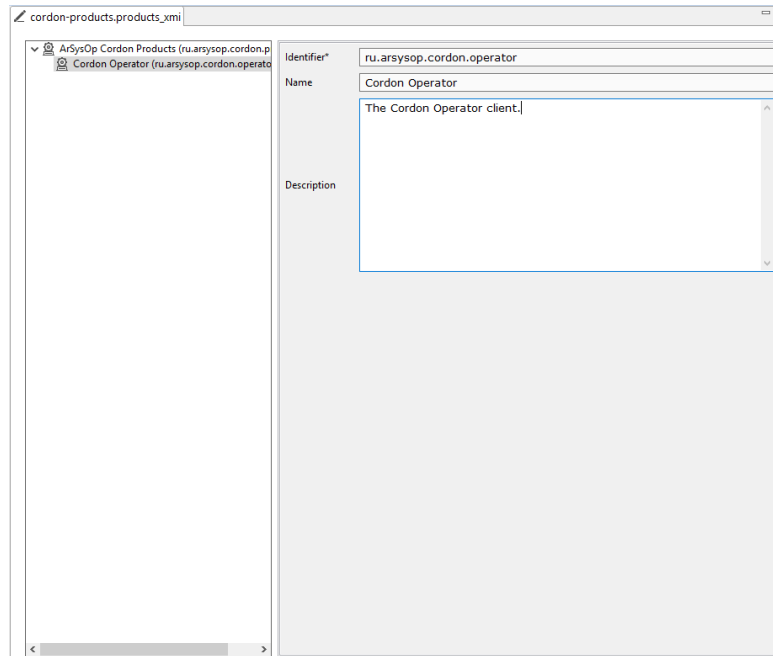 cordon-products.products_xmi
ArSysOp Cordon Products (ru.arsysop.cordon.p
Cordon Operator (ru.arsysop.cordon.operato
Identifier* ru.arsysop.cordon.operator
Name Cordon Operator
Description The Cordon Operator client.